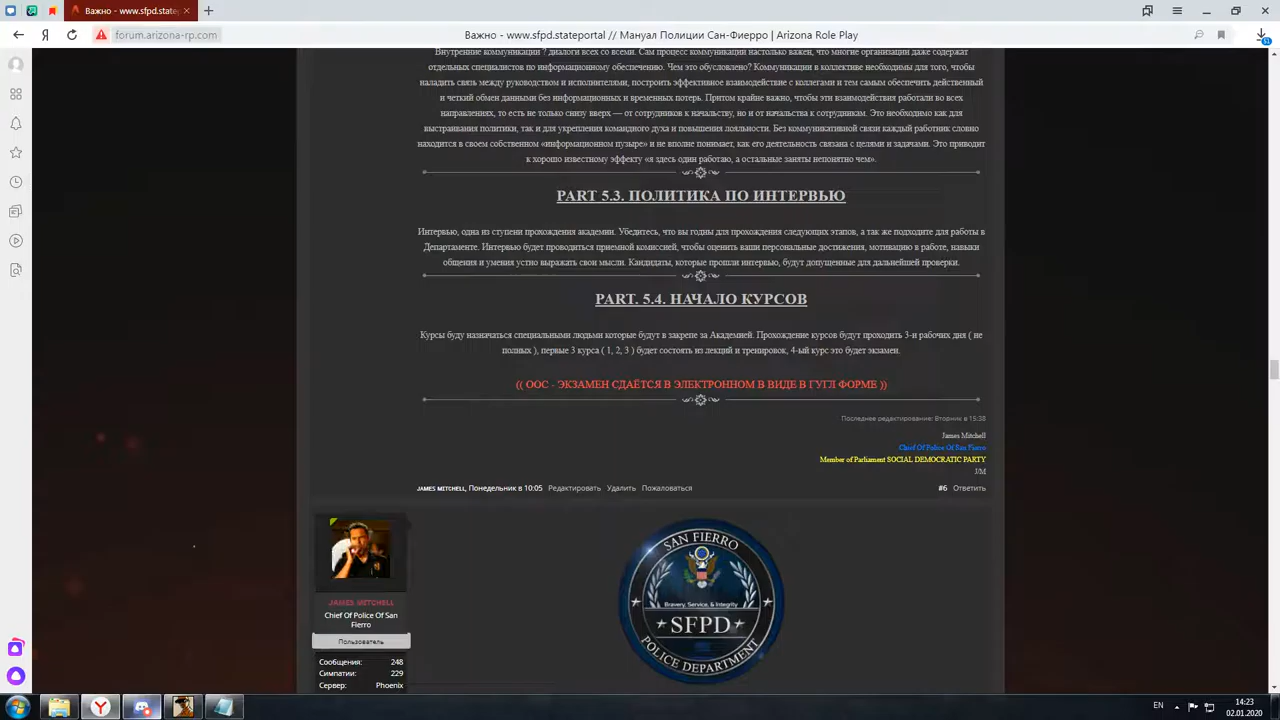 Важно - www.sfpd.statep
forum.arizona-rp.com
Важно - www.sfpd.stateportal // Мануал Полиции Сан-Фиерро | Arizona Role Play
Внутренние коммуникации ? диалоги всех со всеми. Сам процесс коммуникации настолько важен, что многие организации даже содержат
отдельных специалистов по информационному обеспечению. Чем это обусловлено? Коммуникации в коллективе необходимы для того, чтобы
наладить связь между руководством и исполнителями, построить эффективное взаимодействие с коллегами и тем самым обеспечить действенный
и четкий обмен данными без информационных и временных потерь. Притом крайне важно, чтобы эти взаимодействия работали во всех
направлениях, то есть не только снизу вверх — от сотрудников к начальству, но и от начальства к сотрудникам. Это необходимо как для
выстраивания политики, так и для укрепления командного духа и повышения лояльности. Без коммуникативной связи каждый работник словно
находится в своем собственном «информационном пузыре» и не вполне понимает, как его деятельность связана с целями и задачами. Это приводит
к хорошо известному эффекту «я здесь один работаю, а остальные заняты непонятно чем».
PART 5.3. ПОЛИТИКА ПО ИНТЕРВЬЮ
Интервью, одна из ступени прохождения академии. Убедитесь, что вы годны для прохождения следующих этапов, а так же подходите для работы в
Департаменте. Интервью будет проводиться приемной комиссией, чтобы оценить ваши персональные достижения, мотивацию в работе, навыки
общения и умения устно выражать свои мысли. Кандидаты, которые прошли интервью, будут допущенные для дальнейшей проверки.
PART. 5.4. НАЧАЛО КУРСОВ
Курсы буду назначаться специальными людьми которые будут в закрепе за Академией. Прохождение курсов будут проходить 3-и рабочих дня ( не
полных ), первые 3 курса ( 1, 2, 3 ) будет состоять из лекций и тренировок, 4-ый курс это будет экзамен.
(( ООС - ЭКЗАМЕН СДАЁТСЯ В ЭЛЕКТРОННОМ В ВИДЕ В ГУГЛ ФОРМЕ ))
Последнее редактирование: Вторник в 15:38
James Mitchell
Chief Of Police Of San Fierro
Member of Parliament SOCIAL DEMOCRATIC PARTY
J/M
JAMES MITCHELL, Понедельник в 10:05 Редактировать Удалить Пожаловаться #6 Ответить
JAMES MITCHELL
Chief Of Police Of San
Fierro
Пользователь
Сообщения: 248
Симпатии: 229
Сервер: Phoenix
SAN FIERRO
Bravery, Service, & Integrity
SFPD
POLICE DEPARTMENT
EN
14:23
02.01.2020